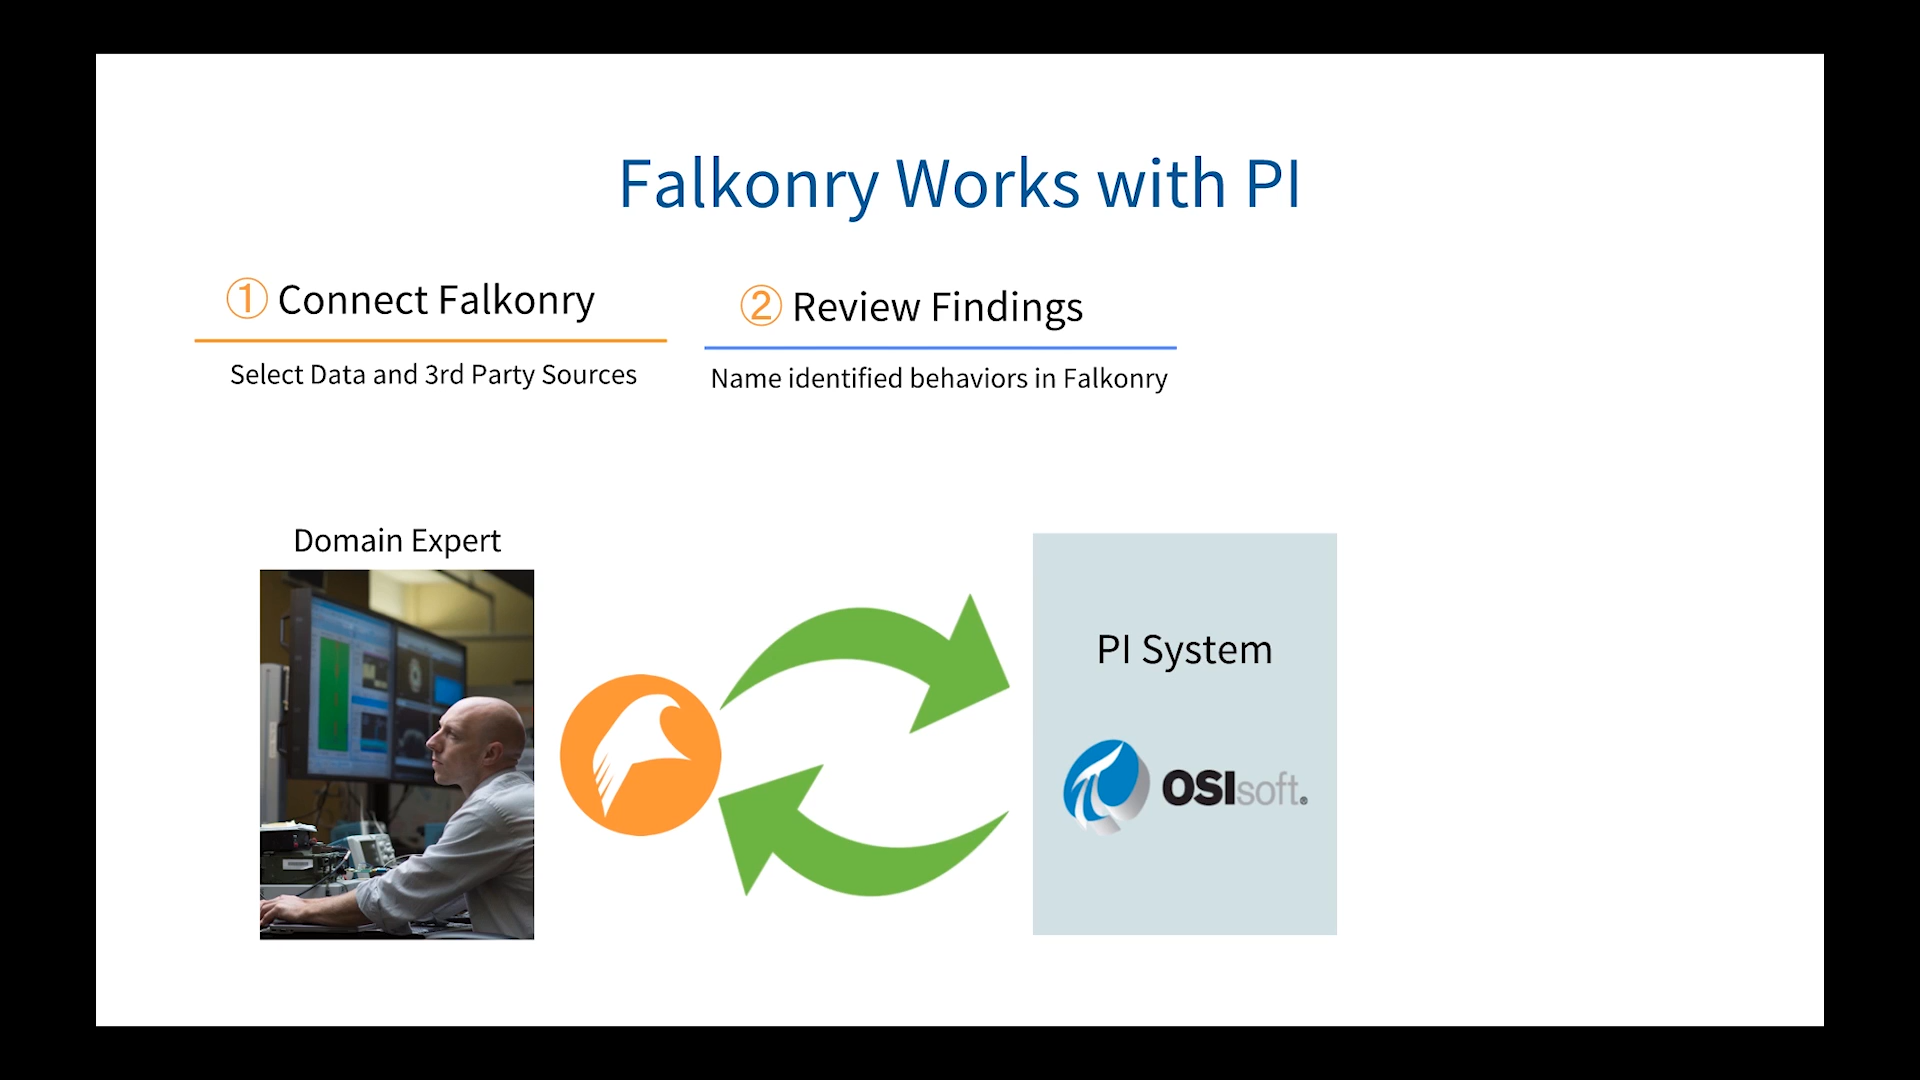 Falkonry Works with PI
① Connect Falkonry
Select Data and 3rd Party Sources
② Review Findings
Name identified behaviors in Falkonry
Domain Expert
PI System
OSIsoft®